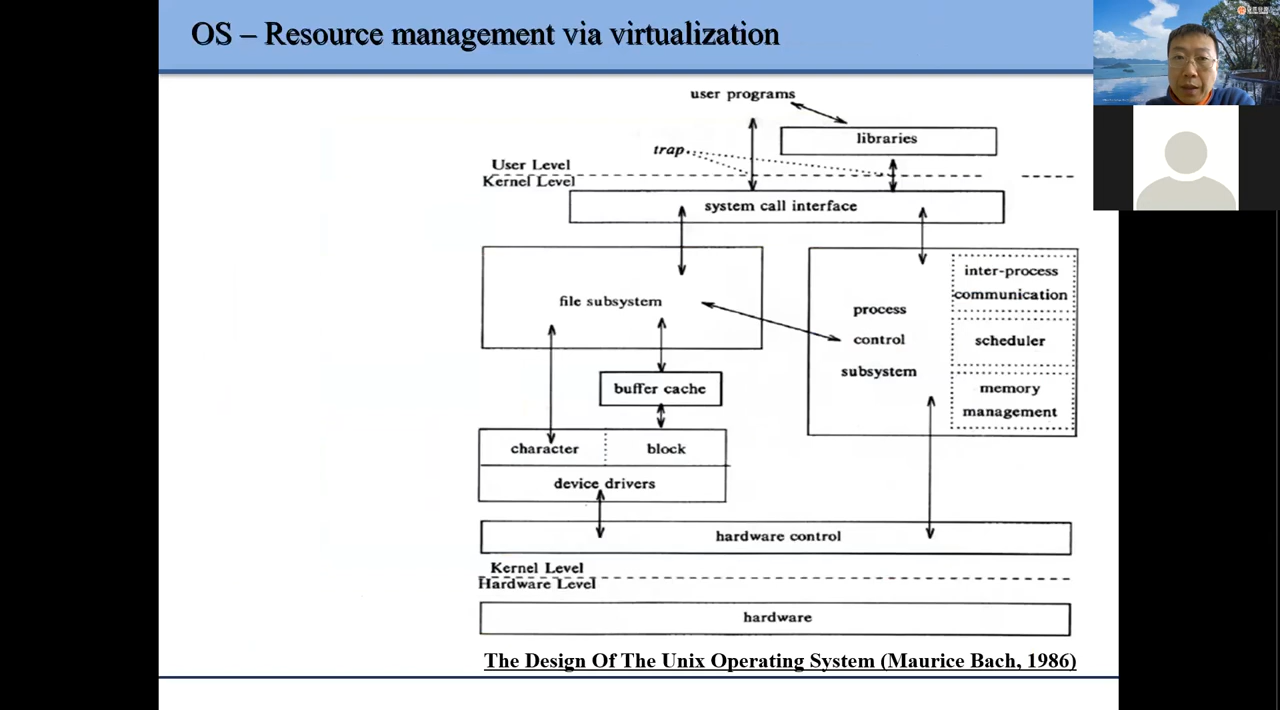 OS – Resource management via virtualization
user programs
libraries
trap
User Level
Kernel Level
system call interface
file subsystem
inter-process
communication
process
control
subsystem
scheduler
memory
management
buffer cache
character
block
device drivers
hardware control
Kernel Level
Hardware Level
hardware
The Design Of The Unix Operating System (Maurice Bach, 1986)